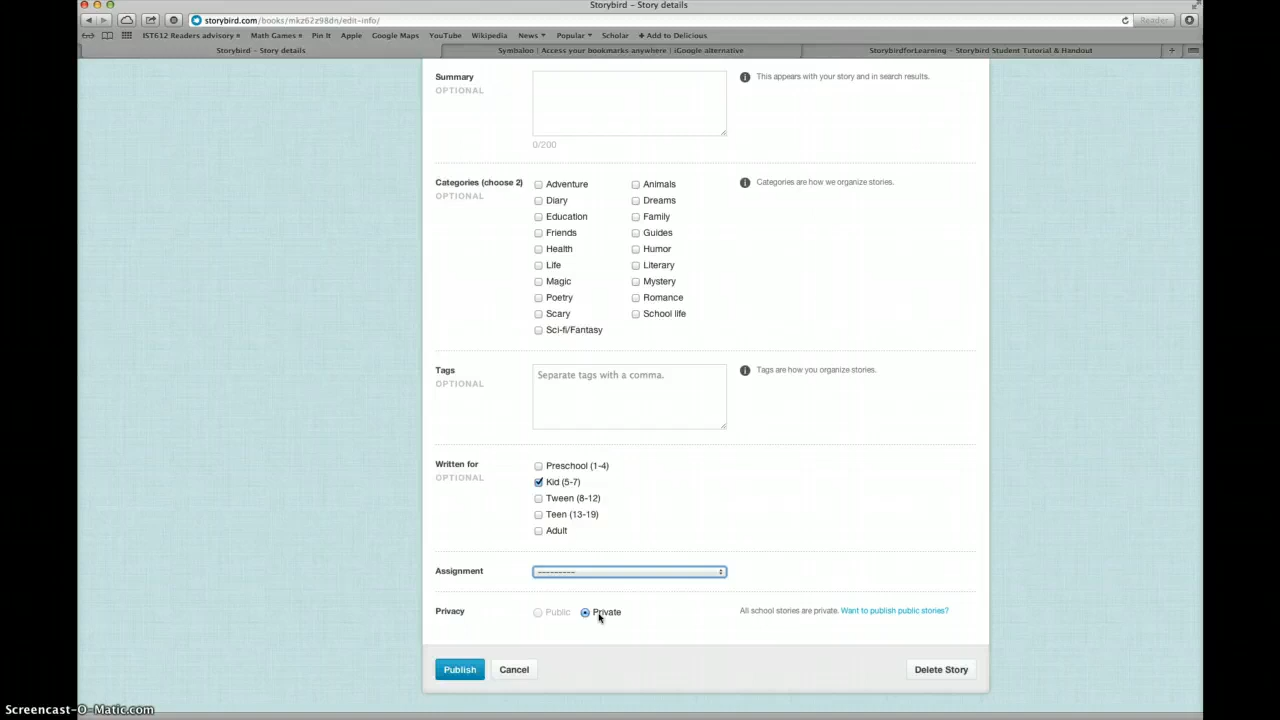 Storybird – Story details
storybird.com/books/mkz62z98dn/edit-info/
Reader
IST612 Readers advisory Math Games Pin It Apple Google Maps YouTube Wikipedia News Popular Scholar + Add to Delicious
Storybird – Story details
Symbaloo | Access your bookmarks anywhere | iGoogle alternative
StorybirdforLearning – Storybird Student Tutorial & Handout
Summary
OPTIONAL
This appears with your story and in search results.
0/200
Categories (choose 2)
OPTIONAL
Categories are how we organize stories.
Adventure Animals
Diary Dreams
Education Family
Friends Guides
Health Humor
Life Literary
Magic Mystery
Poetry Romance
Scary School life
Sci-fi/Fantasy
Tags
OPTIONAL
Separate tags with a comma.
Tags are how you organize stories.
Written for
OPTIONAL
Preschool (1-4)
Kid (5-7)
Tween (8-12)
Teen (13-19)
Adult
Assignment ---------
Privacy Public Private All school stories are private. Want to publish public stories?
Publish Cancel Delete Story
Screencast-O-Matic.com